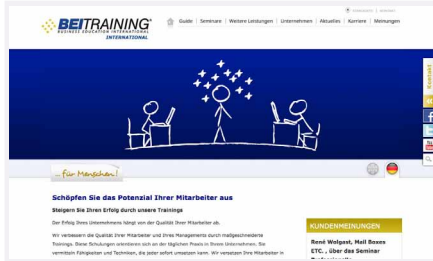 BEITRAINING®
BUSINESS EDUCATION INTERNATIONAL
INTERNATIONAL
Guide | Seminare | Weitere Leistungen | Unternehmen | Aktuelles | Karriere | Meinungen
Kontakt
... für Menschen!
Schöpfen Sie das Potenzial Ihrer Mitarbeiter aus
Steigern Sie Ihren Erfolg durch unsere Trainings
Der Erfolg Ihres Unternehmens hängt von der Qualität Ihrer Mitarbeiter ab.
Wir verbessern die Qualität Ihrer Mitarbeiter und Ihres Managements durch maßgeschneiderte
Trainings. Diese Schulungen orientieren sich an der täglichen Praxis in Ihrem Unternehmen. Sie
vermitteln Fähigkeiten und Techniken, die jeder sofort umsetzen kann. Wir versetzen Ihre Mitarbeiter in
KUNDENMEINUNGEN
René Wolgast, Mail Boxes
ETC. , über das Seminar